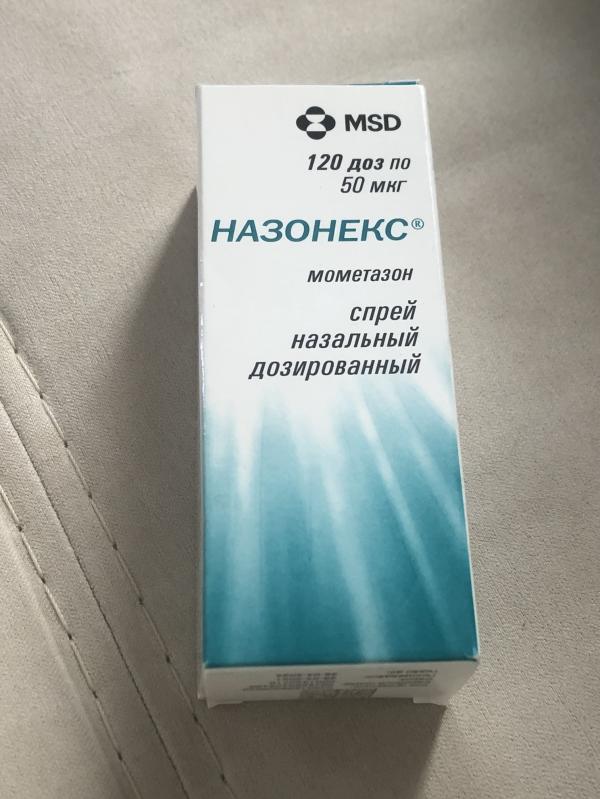 MSD
120 доз по
50 мкг
НАЗОНЕКС®
мометазон
спрей
назальный
дозированный